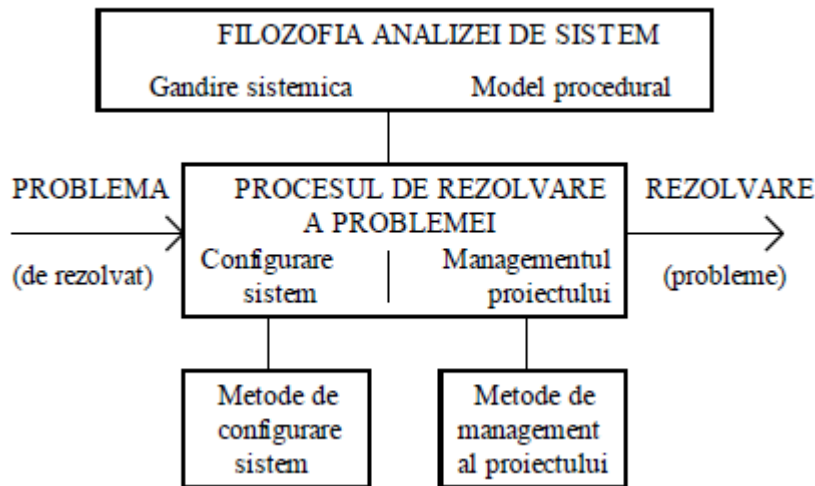 FILOZOFIA ANALIZEI DE SISTEM
Gandire sistemica Model procedural
PROBLEMA
(de rezolvat)
PROCESUL DE REZOLVARE
A PROBLEMEI
Configurare
sistem
Managementul
proiectului
REZOLVARE
(probleme)
Metode de
configurare
sistem
Metode de
management
al proiectului